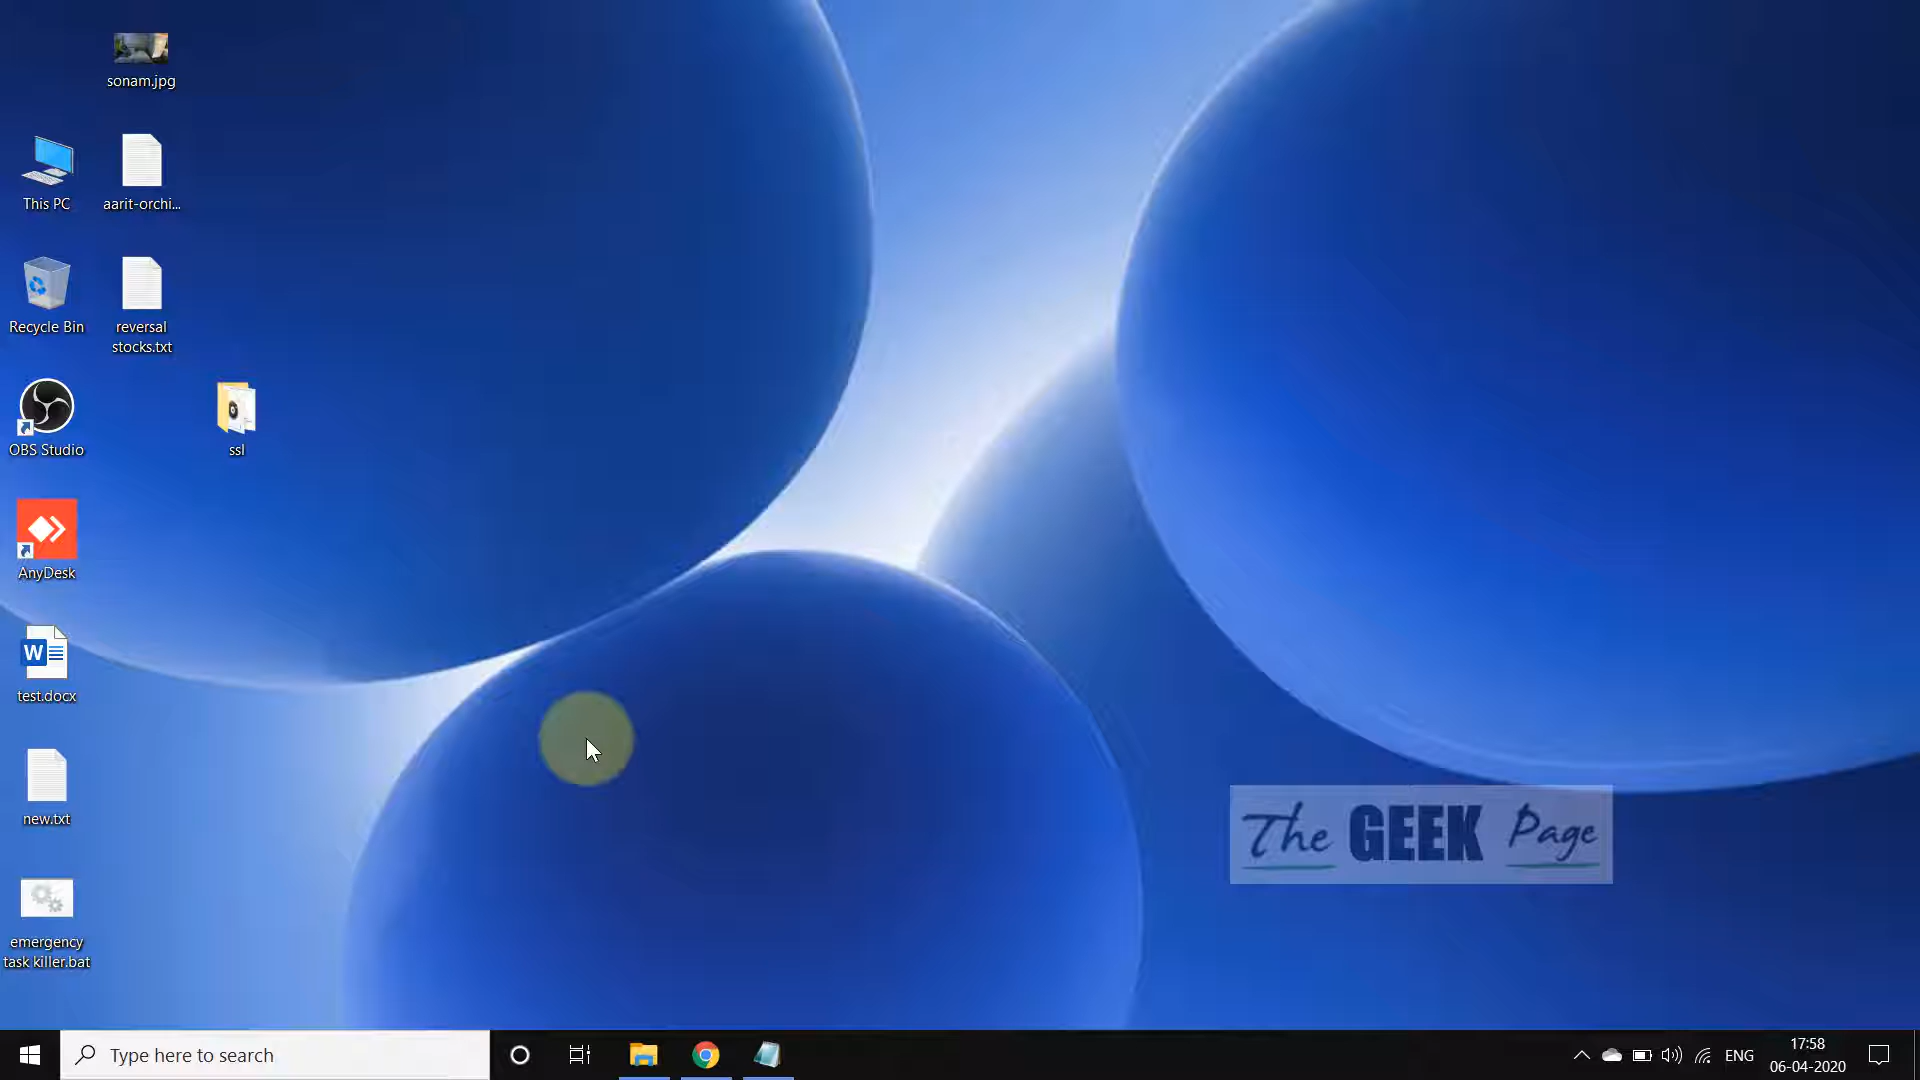 sonam.jpg
This PC
aarit-orchi...
Recycle Bin
reversal
stocks.txt
OBS Studio
ssl
AnyDesk
W
test.docx
new.txt
The GEEK Page
emergency
task killer.bat
Type here to search
ENG
17:58
06-04-2020